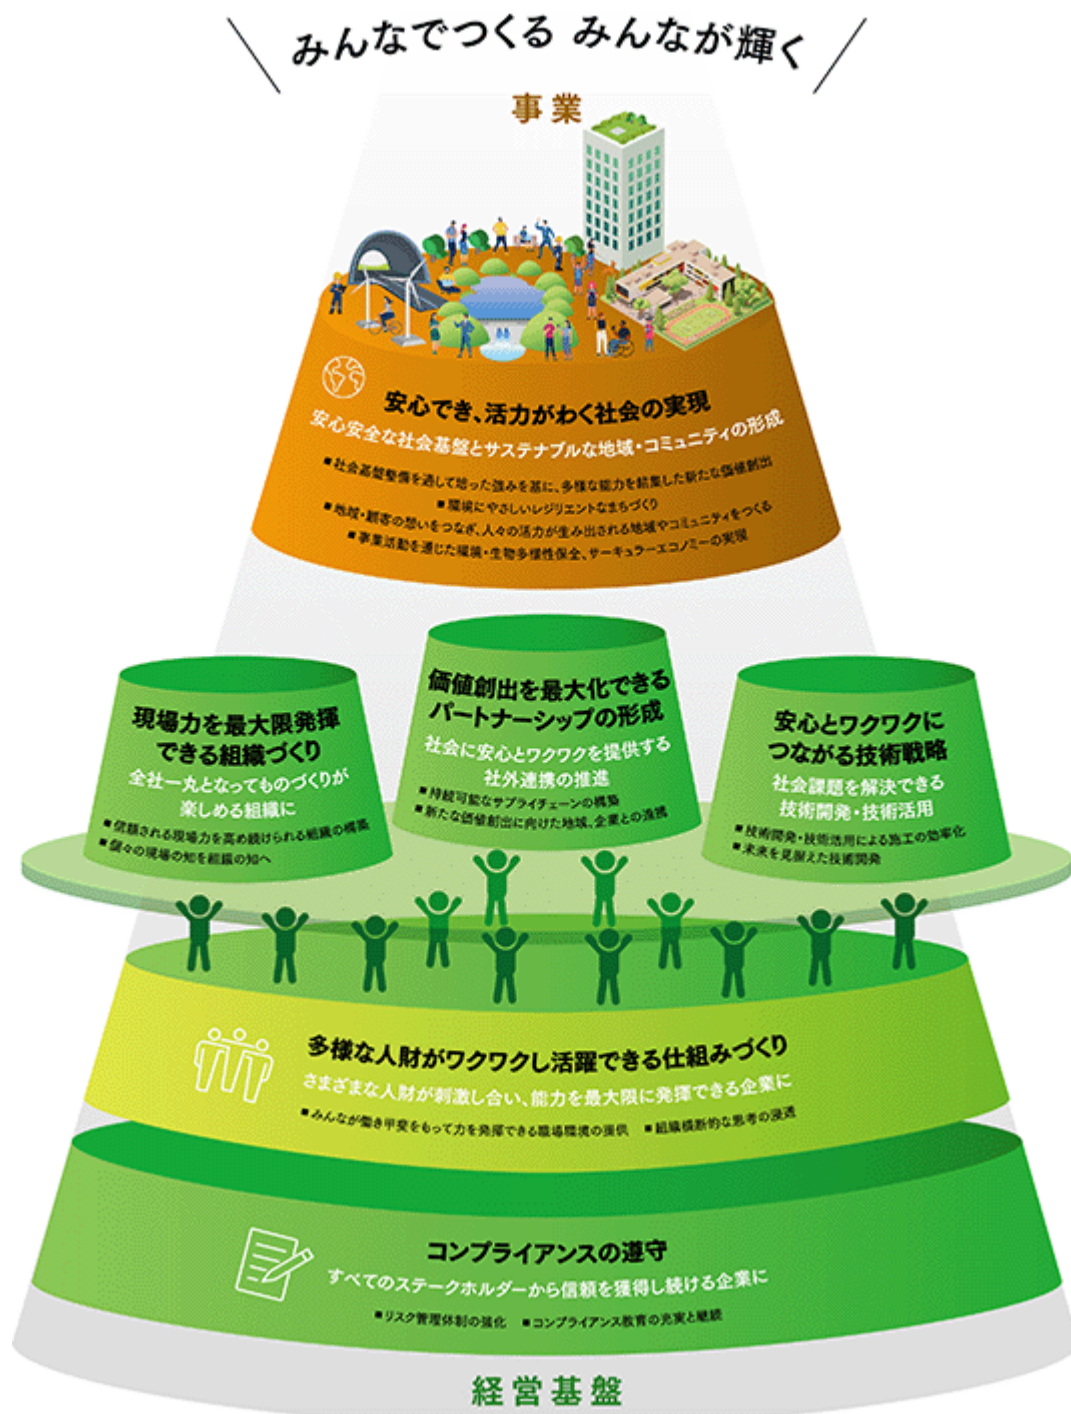 みんなでつくる みんなが輝く
事業
安心でき、活力がわく社会の実現
安心安全な社会基盤とサステナブルな地域・コミュニティの形成
■社会基盤整備を通して培った強みを基に、多様な能力を結集した新たな価値創出
■環境にやさしいレジリエントなまちづくり
■地域・顧客の想いをつなぎ、人々の活力が生み出される地域やコミュニティをつくる
■事業活動を通じた環境・生物多様性保全、サーキュラーエコノミーの実現
現場力を最大限発揮
できる組織づくり
全社一丸となってものづくりが
楽しめる組織に
■信頼される現場力を高め続けられる組織の構築
■個々の現場の知を組織の知へ
価値創出を最大化できる
パートナーシップの形成
社会に安心とワクワクを提供する
社外連携の推進
■持続可能なサプライチェーンの構築
■新たな価値創出に向けた地域、企業との連携
安心とワクワクに
つながる技術戦略
社会課題を解決できる
技術開発・技術活用
■技術開発・技術活用による施工の効率化
■未来を見据えた技術開発
多様な人財がワクワクし活躍できる仕組みづくり
さまざまな人財が刺激し合い、能力を最大限に発揮できる企業に
■みんなが働き甲斐をもって力を発揮できる職場環境の提供 ■組織横断的な思考の浸透
コンプライアンスの遵守
すべてのステークホルダーから信頼を獲得し続ける企業に
■リスク管理体制の強化 ■コンプライアンス教育の充実と継続
経営基盤